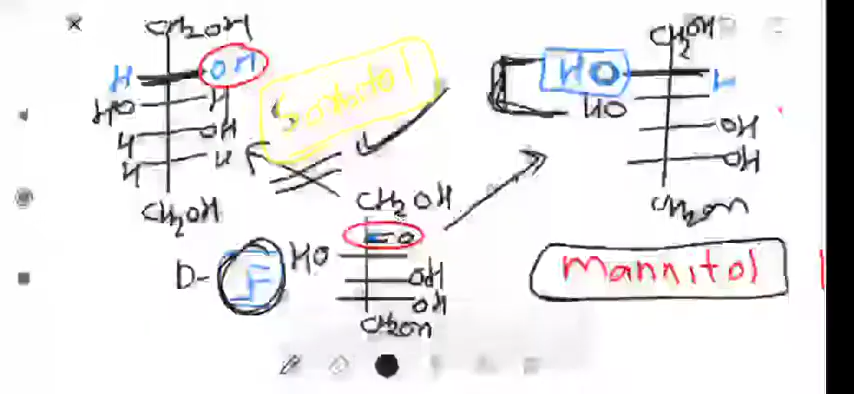 CH2OH
H OH
HO H
H OH
H H
CH2OH
Sorbitol
CH2OH
HO H
HO
OH
OH
CH2OH
CH2OH
=O
D-F
HO
OH
OH
CH2OH
Mannitol